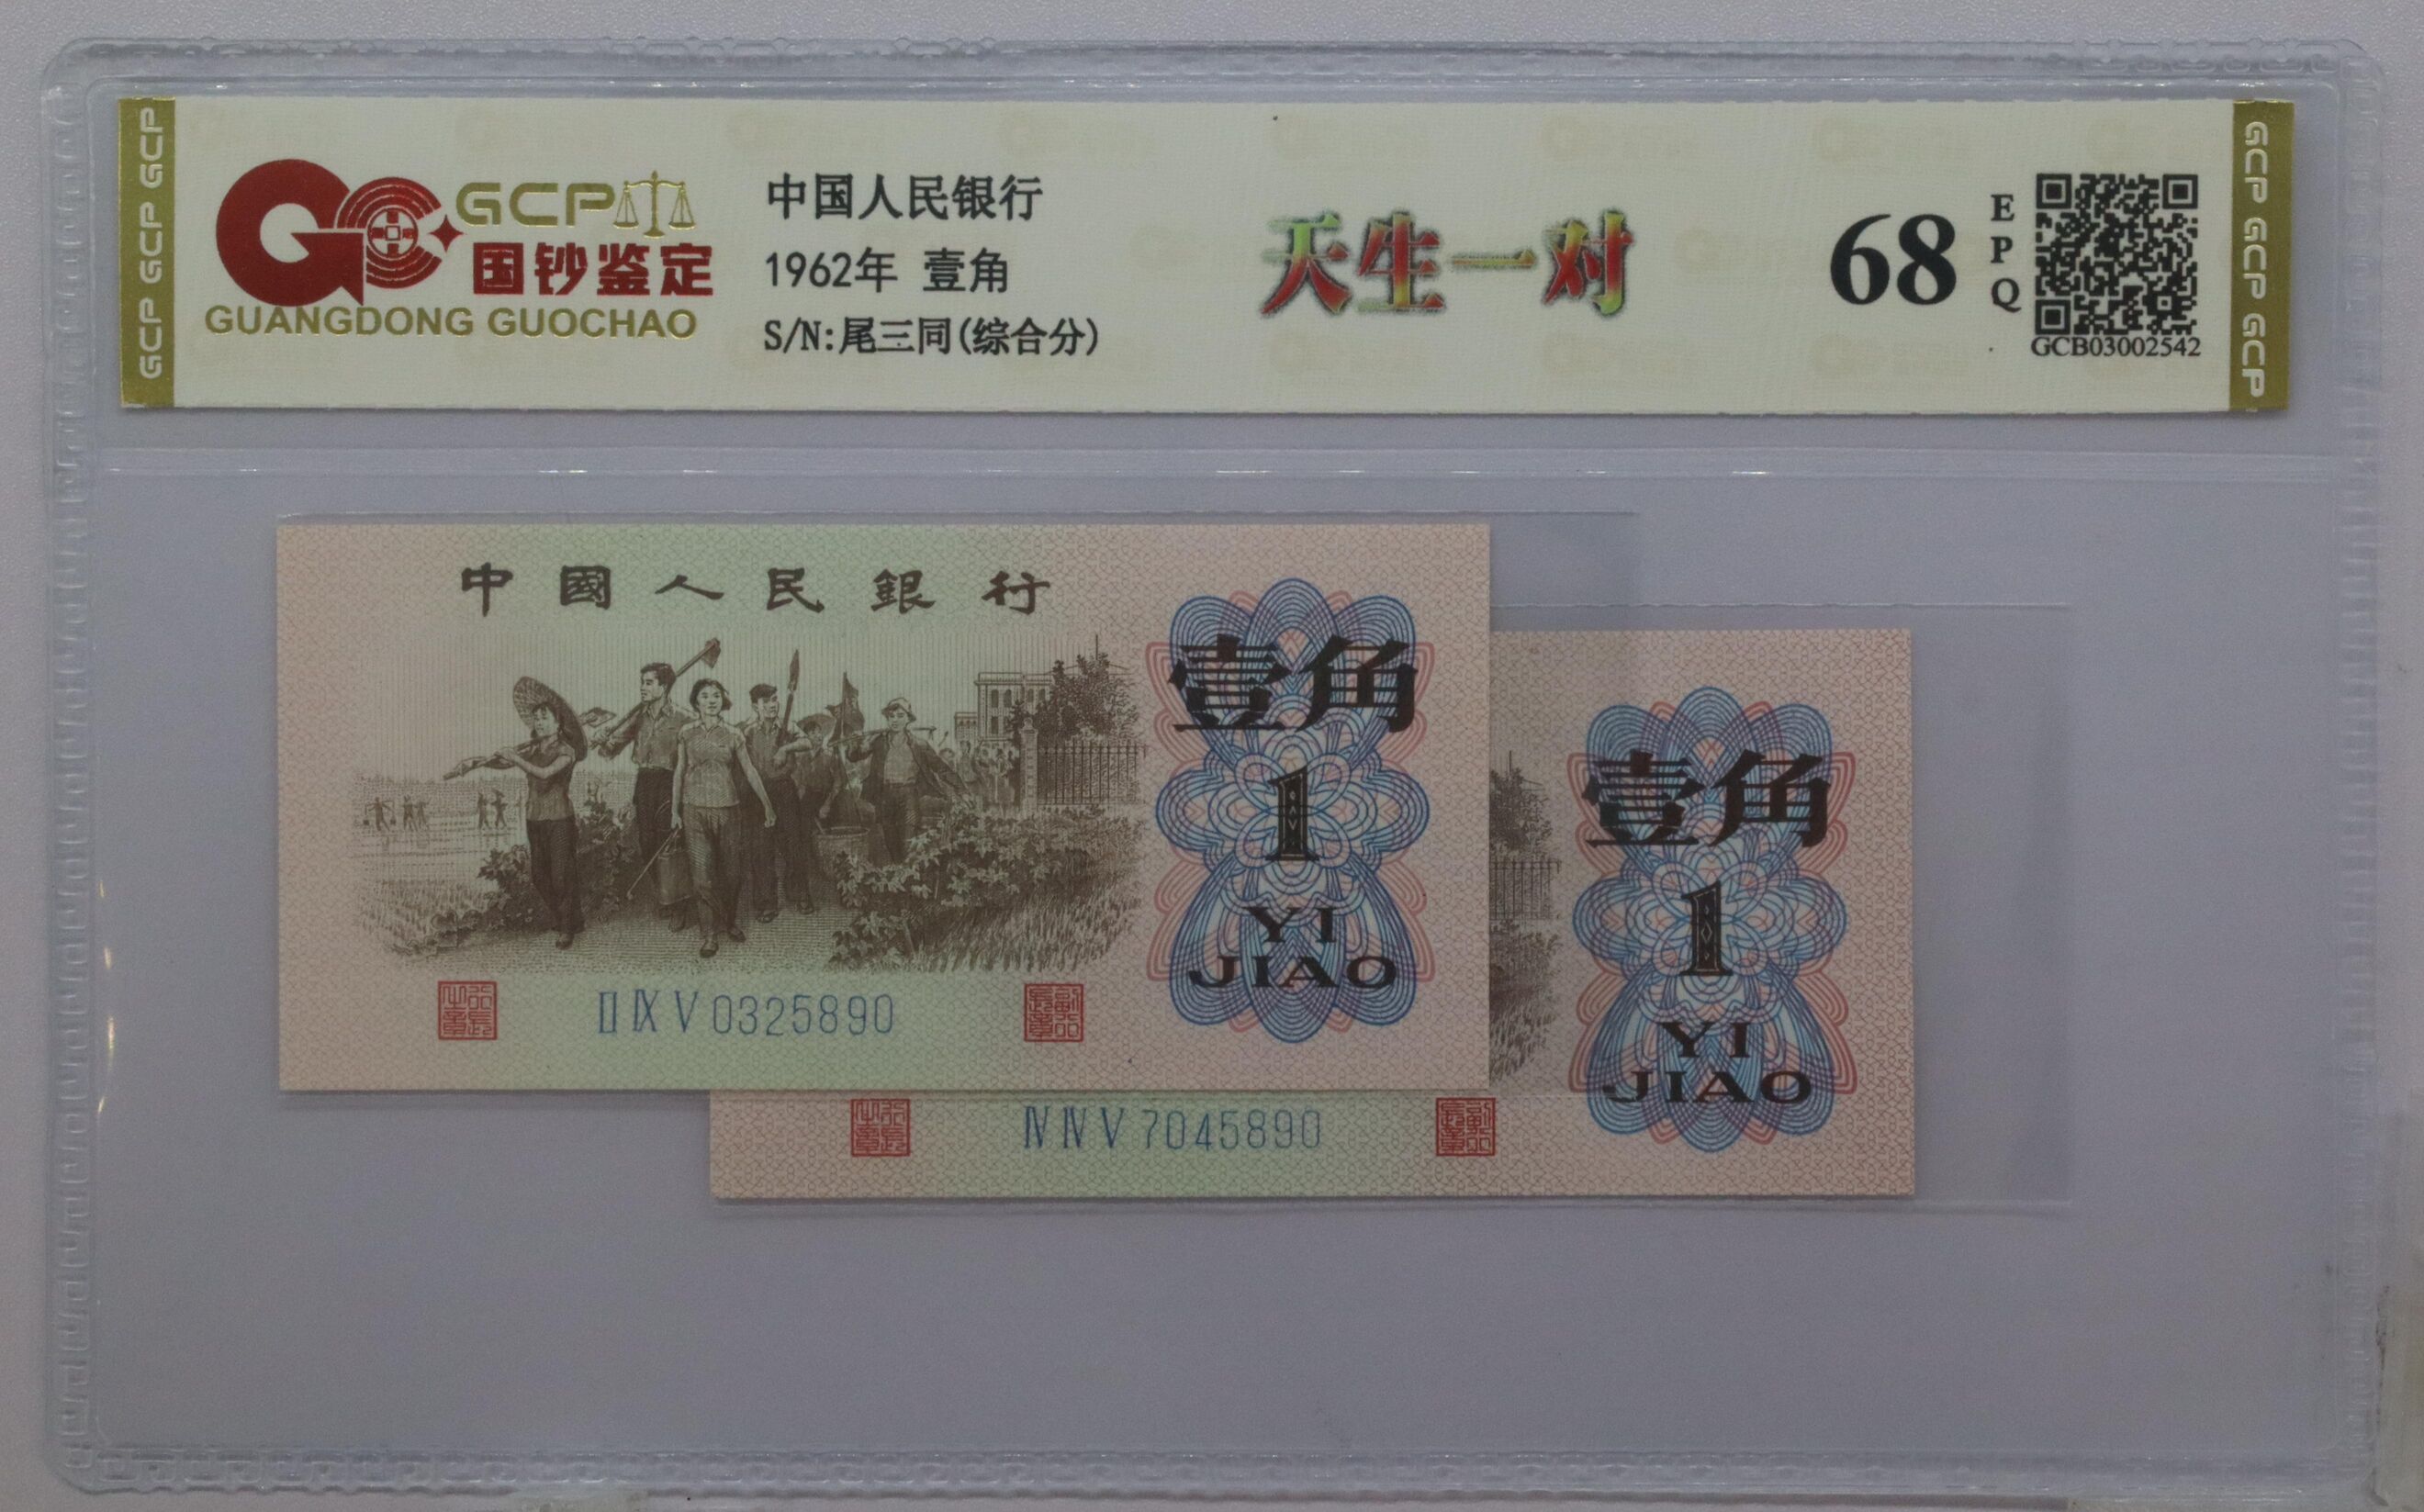 GCP GCP GCP
GCP
国钞鉴定
GUANGDONG GUOCHAO
中国人民银行
1962年 壹角
S/N:尾三同(综合分)
天生一对
68
EPQ
GCB03002542
GCP GCP GCP
中國人民銀行
壹角
1
YI
JIAO
II IX V 0325890
壹角
1
YI
JIAO
IV IV V 7045890